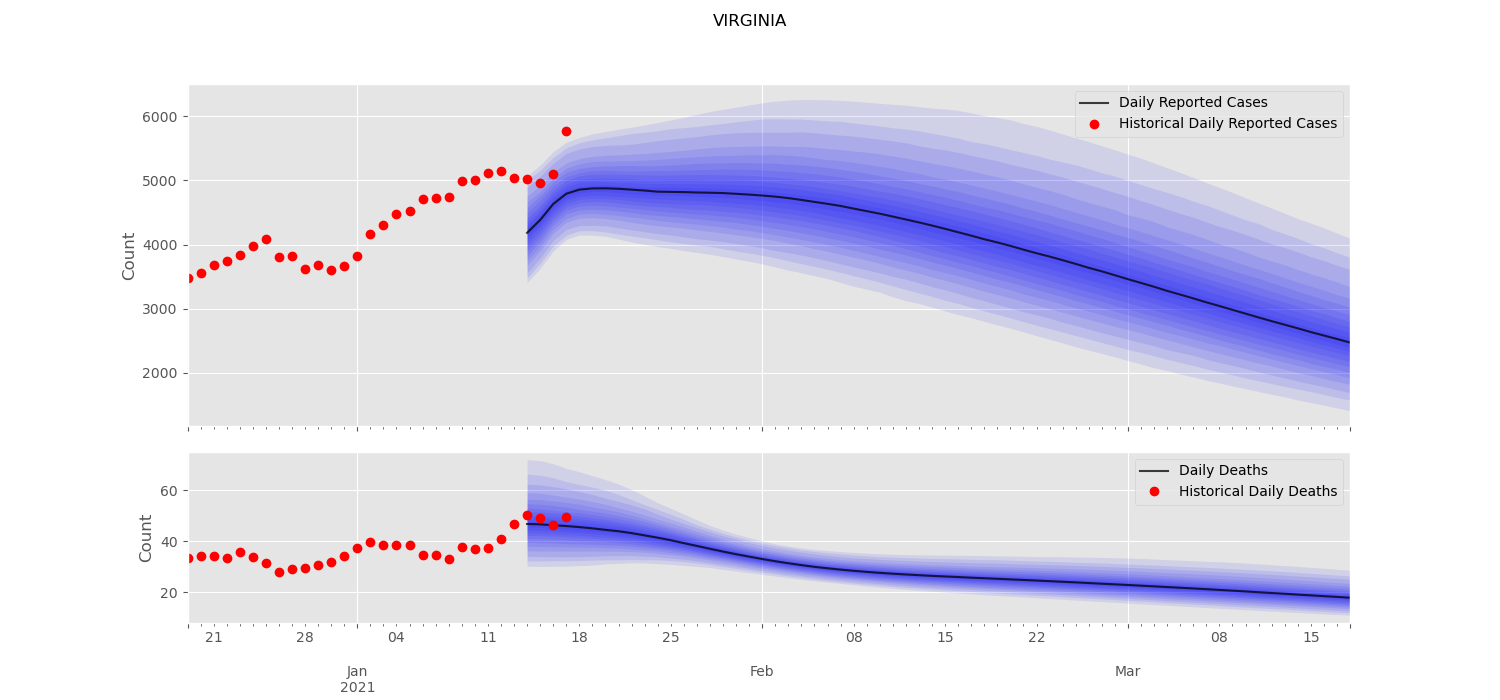 VIRGINIA
Daily Reported Cases
Historical Daily Reported Cases
6000
5000
4000
3000
2000
Count
Daily Deaths
Historical Daily Deaths
60
40
20
Count
21 28 04 11 18 25 08 15 22 08 15
Jan Feb Mar
2021